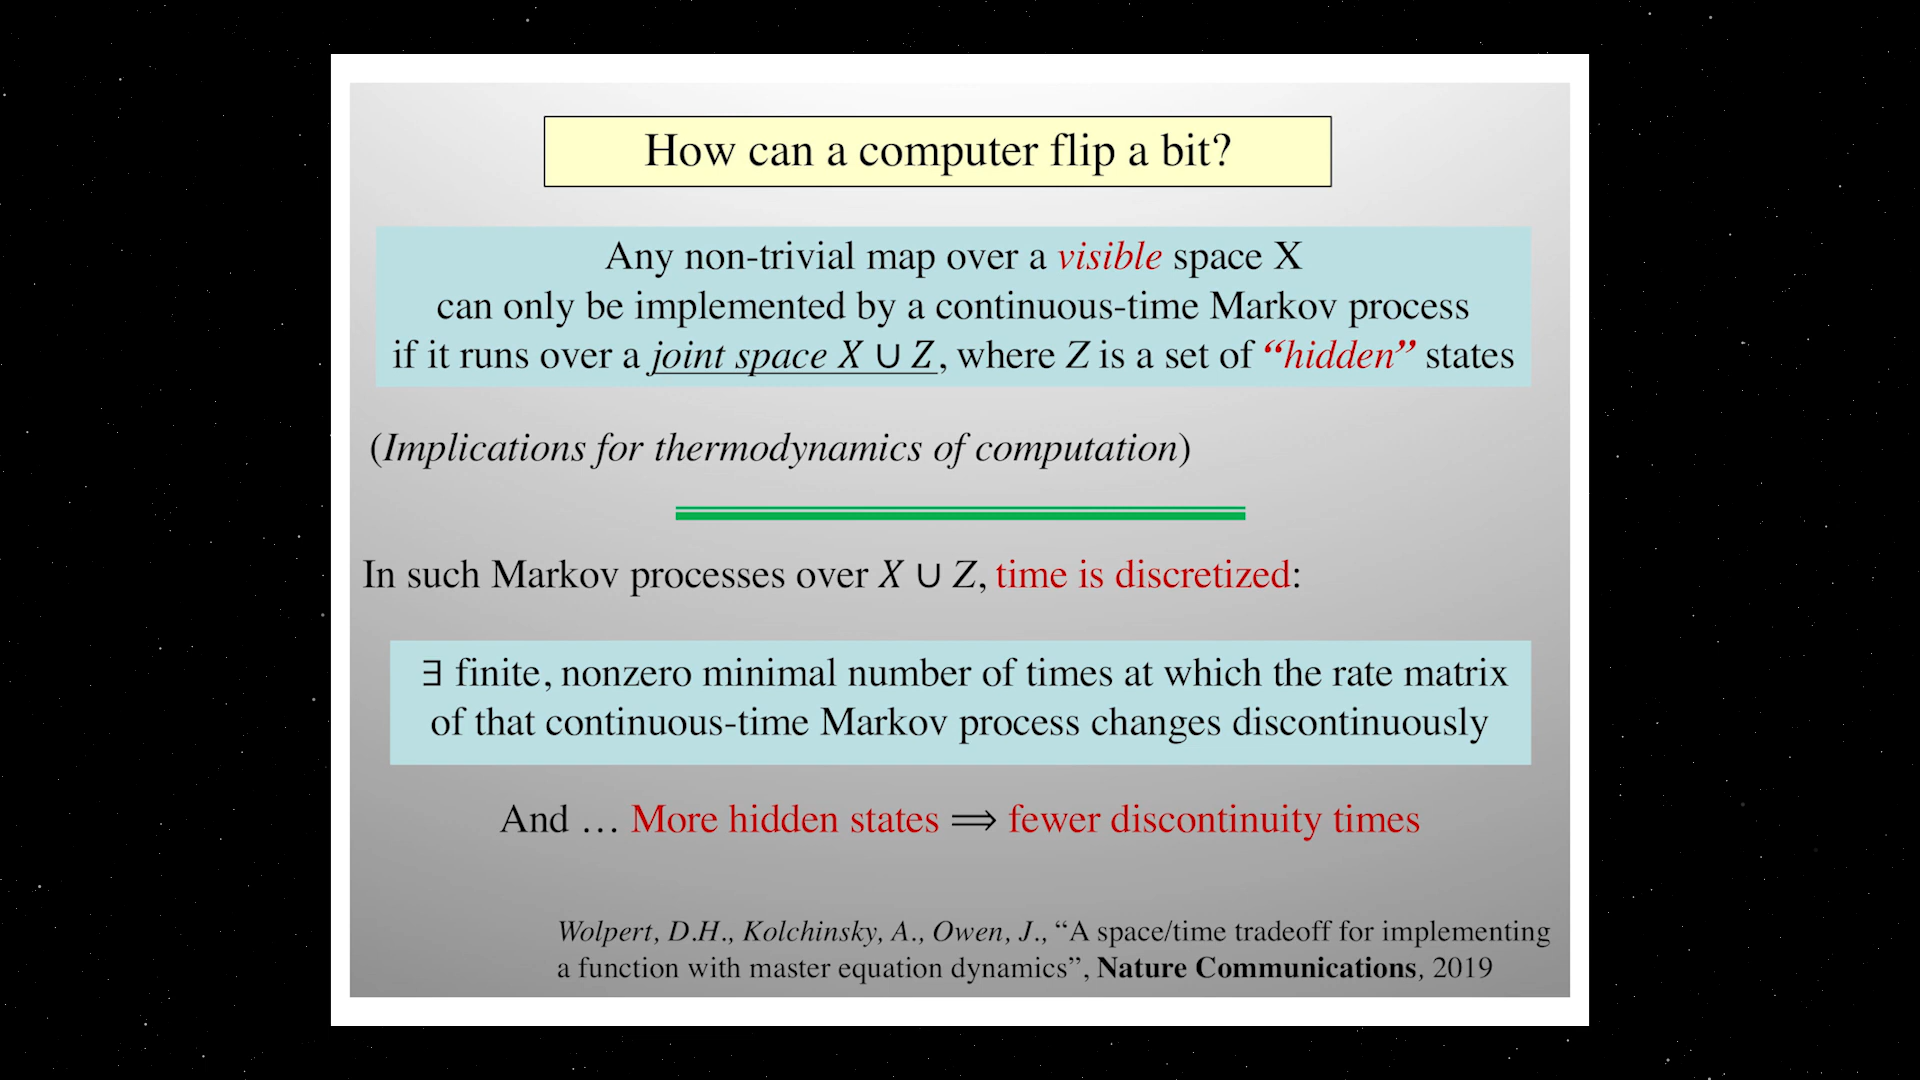 How can a computer flip a bit?
Any non-trivial map over a visible space X
can only be implemented by a continuous-time Markov process
if it runs over a joint space X ∪ Z, where Z is a set of “hidden” states
(Implications for thermodynamics of computation)
In such Markov processes over X ∪ Z, time is discretized:
∃ finite, nonzero minimal number of times at which the rate matrix
of that continuous-time Markov process changes discontinuously
And … More hidden states ⟹ fewer discontinuity times
Wolpert, D.H., Kolchinsky, A., Owen, J., “A space/time tradeoff for implementing
a function with master equation dynamics”, Nature Communications, 2019